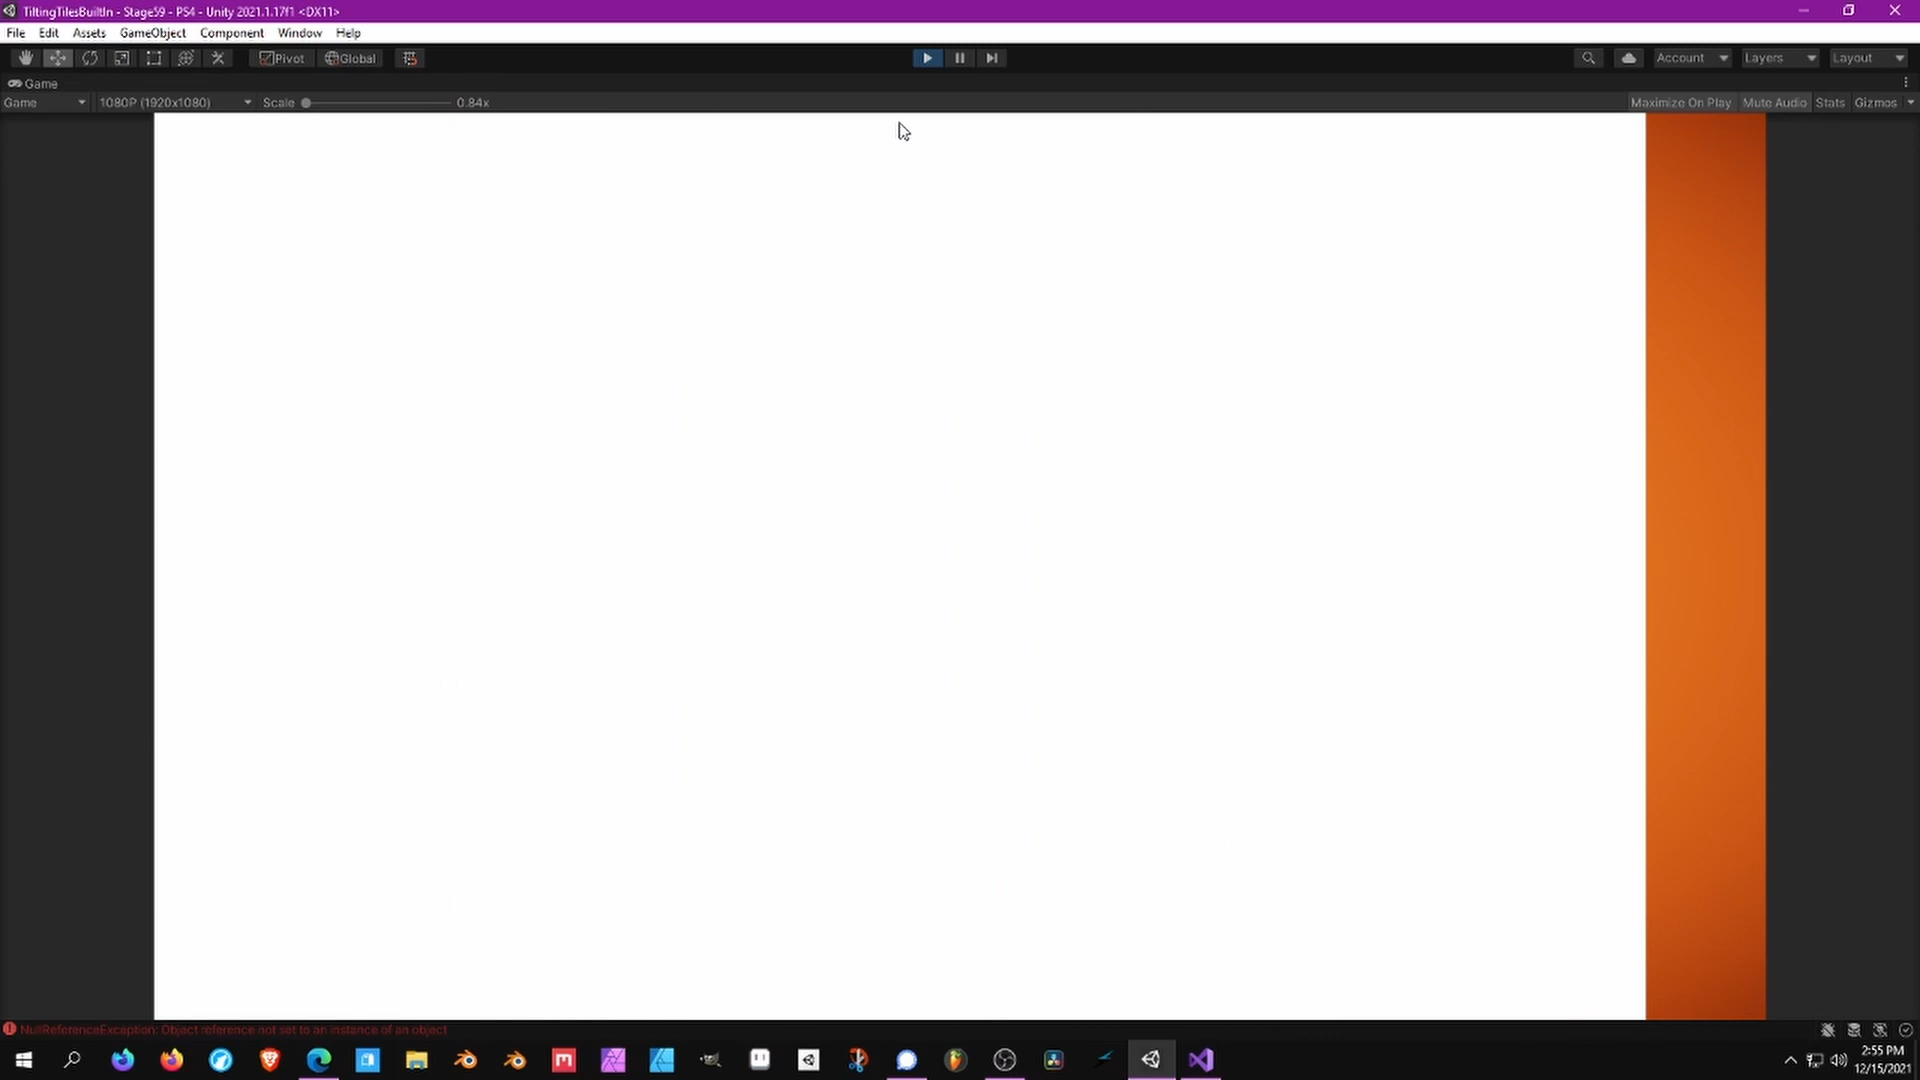 TiltingTilesBuiltIn - Stage59 - PS4 - Unity 2021.1.17f1 <DX11>
File Edit Assets GameObject Component Window Help
Pivot Global Account Layers Layout
Game
Game 1080P (1920x1080) Scale 0.84x Maximize On Play Mute Audio Stats Gizmos
NullReferenceException: Object reference not set to an instance of an object
2:55 PM
12/15/2021